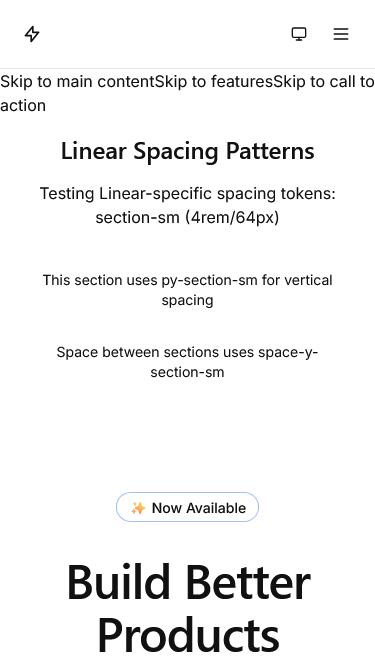 Skip to main contentSkip to featuresSkip to call to
action
Linear Spacing Patterns
Testing Linear-specific spacing tokens:
section-sm (4rem/64px)
This section uses py-section-sm for vertical
spacing
Space between sections uses space-y-
section-sm
✨ Now Available
Build Better
Products